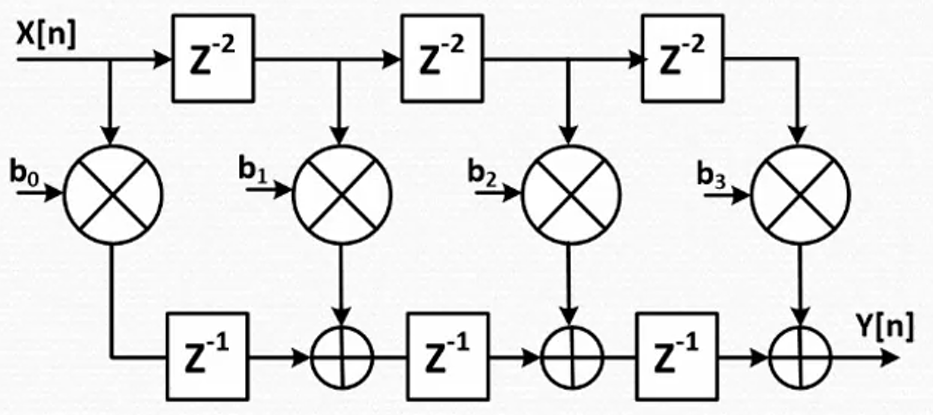 X[n]
Z⁻² Z⁻² Z⁻²
b₀ b₁ b₂ b₃
Z⁻¹ Z⁻¹ Z⁻¹
Y[n]